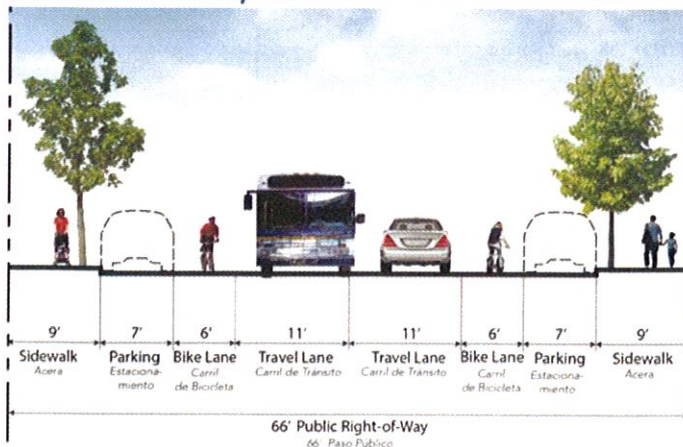 9' 7' 6' 11' 11' 6' 7' 9'
Sidewalk Parking Bike Lane Travel Lane Travel Lane Bike Lane Parking Sidewalk
Acera Estaciona- Carril Carril de Tránsito Carril de Tránsito Carril Estaciona- Acera
miento de Bicicleta de Bicicleta miento
66' Public Right-of-Way
66' Paso Público